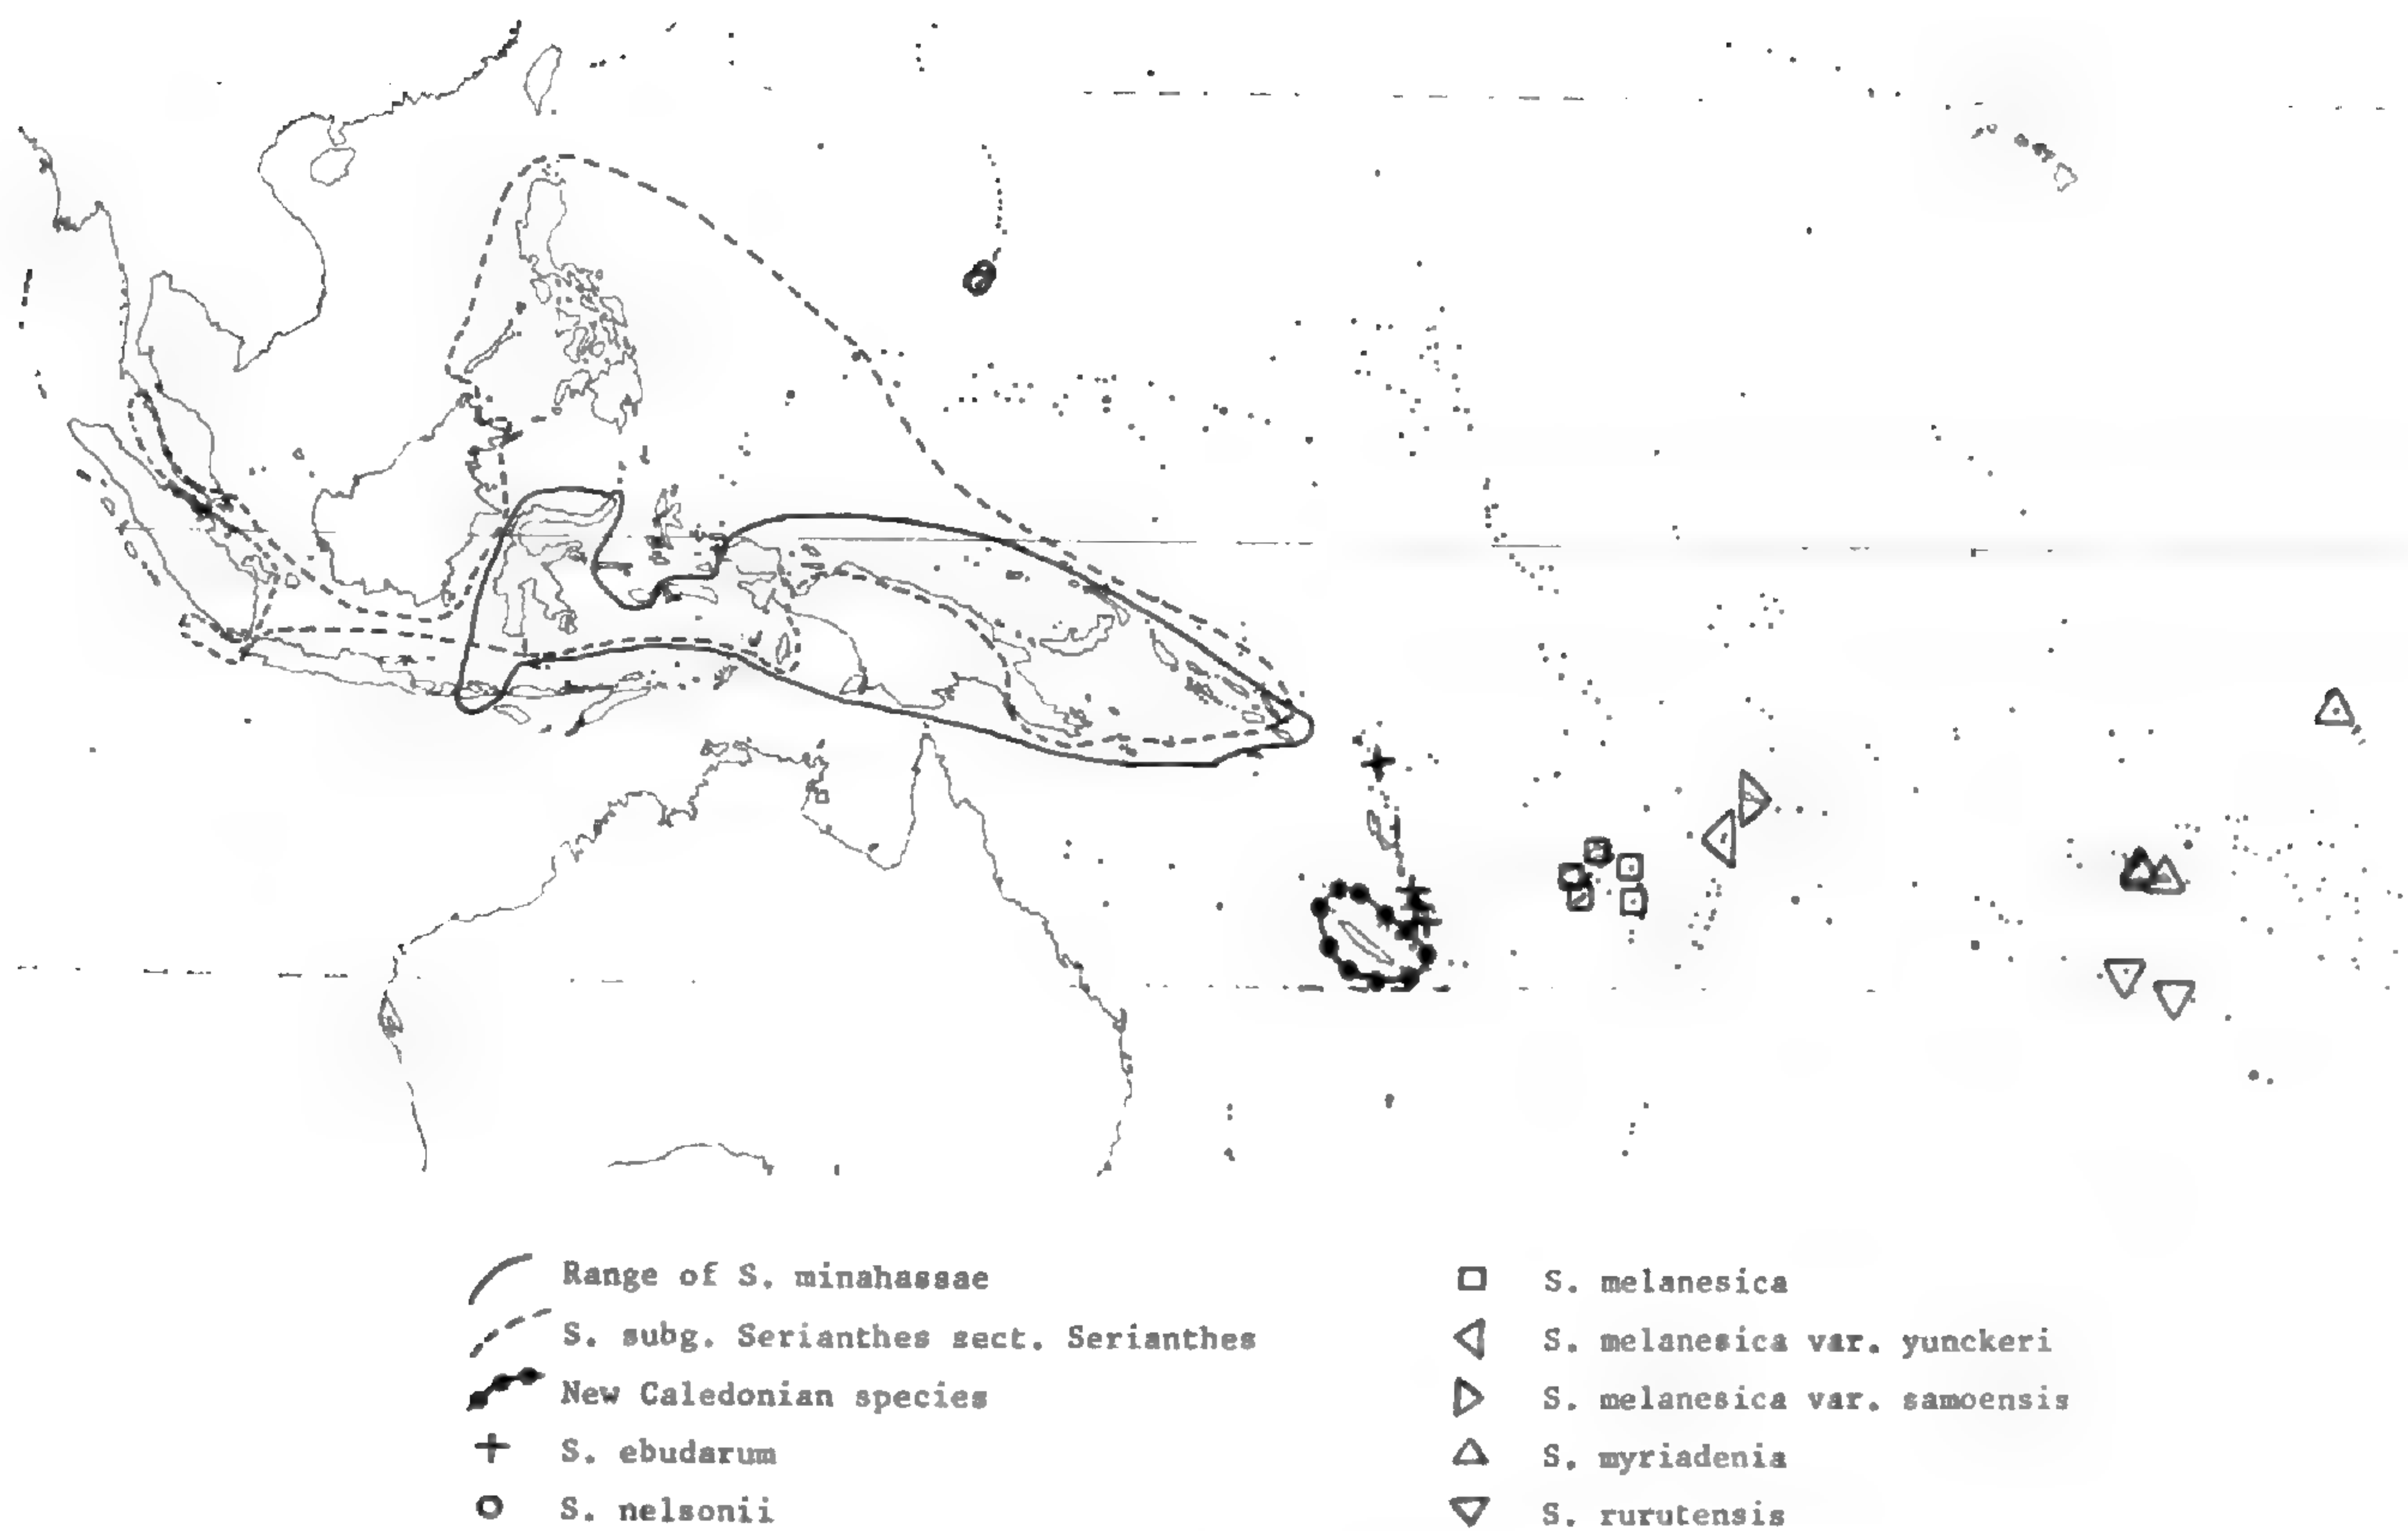 Range of S. minahassae
S. subg. Serianthes sect. Serianthes
New Caledonian species
S. ebudarum
S. nelsonii
S. melanesica
S. melanesica var. yunckeri
S. melanesica var. samoensis
S. myriadenia
S. rurutensis